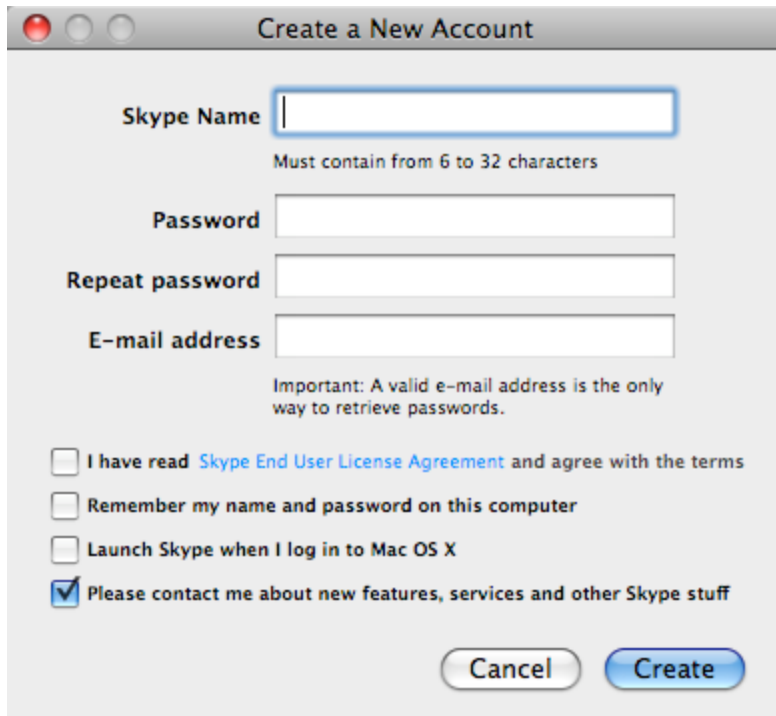 Create a New Account
Skype Name
Must contain from 6 to 32 characters
Password
Repeat password
E-mail address
Important: A valid e-mail address is the only
way to retrieve passwords.
I have read Skype End User License Agreement and agree with the terms
Remember my name and password on this computer
Launch Skype when I log in to Mac OS X
Please contact me about new features, services and other Skype stuff
Cancel Create